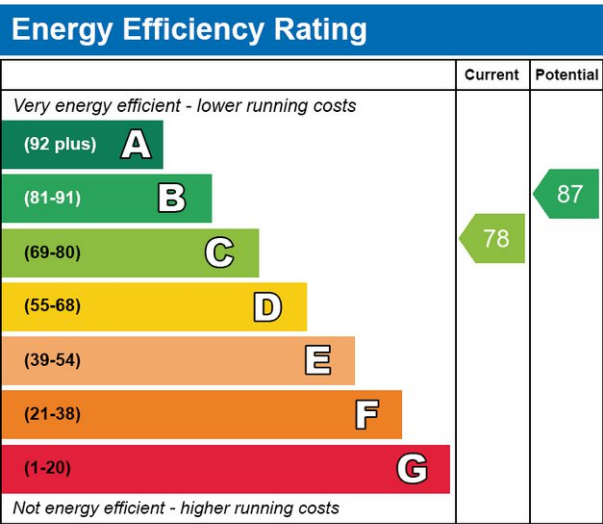 Energy Efficiency Rating
Current Potential
Very energy efficient - lower running costs
(92 plus) A
(81-91) B
87
(69-80) C
78
(55-68) D
(39-54) E
(21-38) F
(1-20) G
Not energy efficient - higher running costs